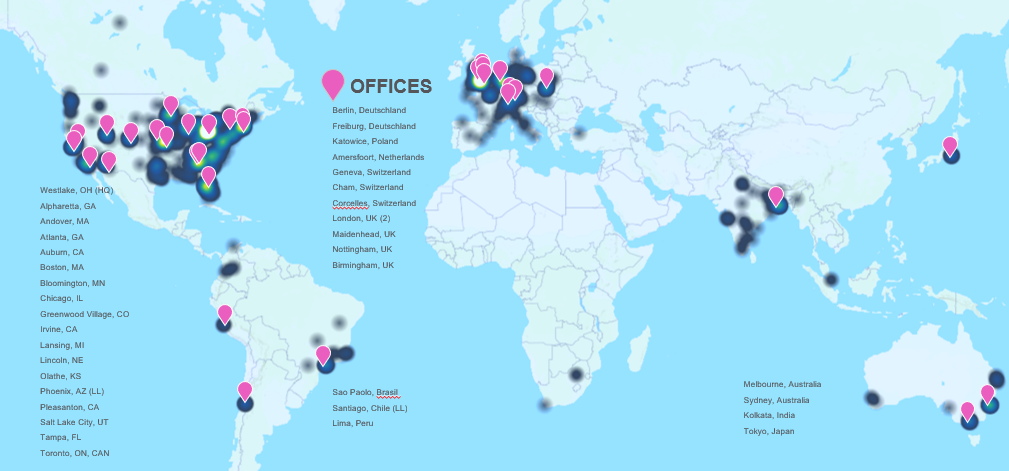 OFFICES
Berlin, Deutschland
Freiburg, Deutschland
Katowice, Poland
Amersfoort, Netherlands
Geneva, Switzerland
Cham, Switzerland
Corcelles, Switzerland
London, UK (2)
Maidenhead, UK
Nottingham, UK
Birmingham, UK
Westlake, OH (HQ)
Alpharetta, GA
Andover, MA
Atlanta, GA
Auburn, CA
Boston, MA
Bloomington, MN
Chicago, IL
Greenwood Village, CO
Irvine, CA
Lansing, MI
Lincoln, NE
Olathe, KS
Phoenix, AZ (LL)
Pleasanton, CA
Salt Lake City, UT
Tampa, FL
Toronto, ON, CAN
Sao Paolo, Brasil
Santiago, Chile (LL)
Lima, Peru
Melbourne, Australia
Sydney, Australia
Kolkata, India
Tokyo, Japan